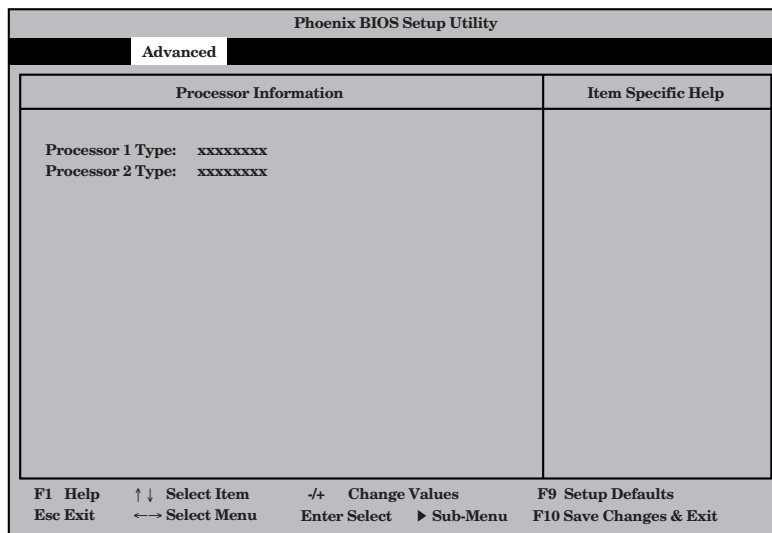 Phoenix BIOS Setup Utility
Advanced
Processor Information
Item Specific Help
Processor 1 Type: xxxxxxxx
Processor 2 Type: xxxxxxxx
F1 Help ↑↓ Select Item -/+ Change Values F9 Setup Defaults
Esc Exit ←→ Select Menu Enter Select ▶ Sub-Menu F10 Save Changes & Exit